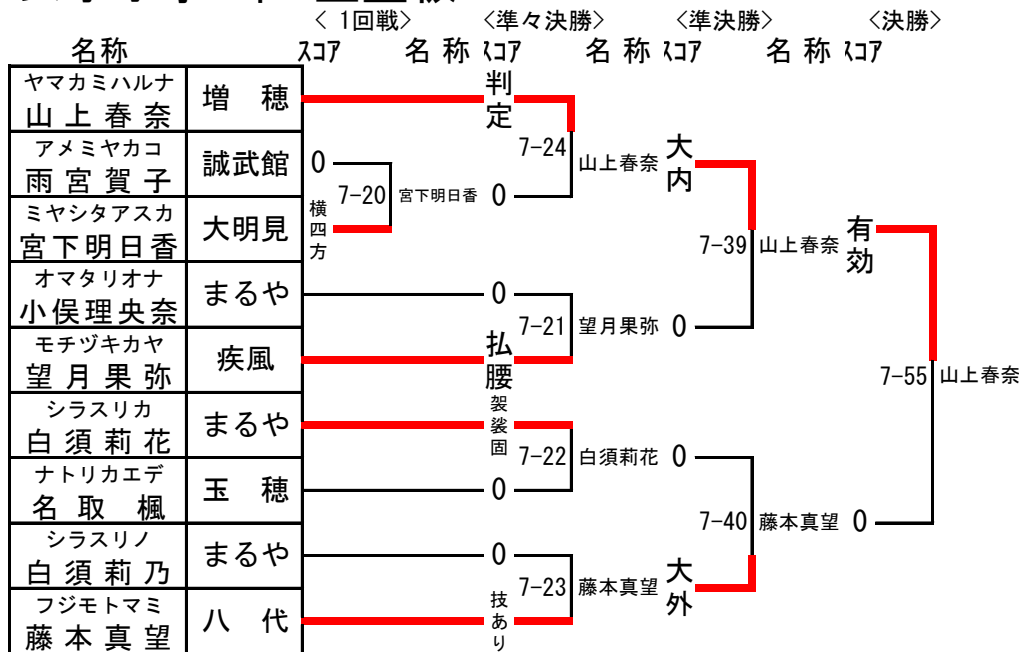 <1回戦> <準々決勝> <準決勝> <決勝>
名称 スコア 名称 スコア 名称 スコア 名称 スコア
ヤマカミハルナ
山上春奈 増穂 判定
アメミヤカコ
雨宮賀子 誠武館 0
7-24 山上春奈 大内
7-20 宮下明日香 0
ミヤシタアスカ
宮下明日香 大明見 横四方
7-39 山上春奈 有効
オマタリオナ
小俣理央奈 まるや 0
7-21 望月果弥 0
モチヅキカヤ
望月果弥 疾風 払腰
7-55 山上春奈
シラスリカ
白須莉花 まるや 袈裟固
7-22 白須莉花 0
ナトリカエデ
名取楓 玉穂 0
7-40 藤本真望 0
シラスリノ
白須莉乃 まるや 0
7-23 藤本真望 大外
フジモトマミ
藤本真望 八代 技あり